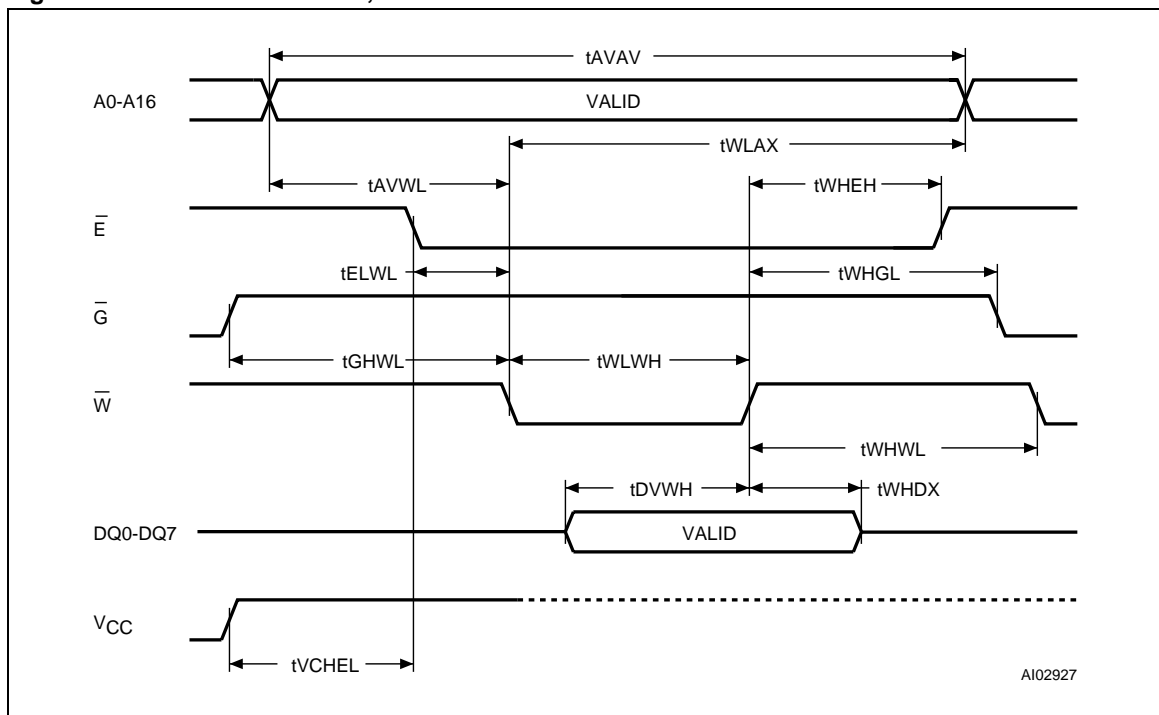 tAVAV
A0-A16
VALID
tWLAX
tAVWL
tWHEH
E
tELWL
tWHGL
G
tGHWL
tWLWH
W
tWHWL
tDVWH
tWHDX
DQ0-DQ7
VALID
VCC
tVCHEL
AI02927